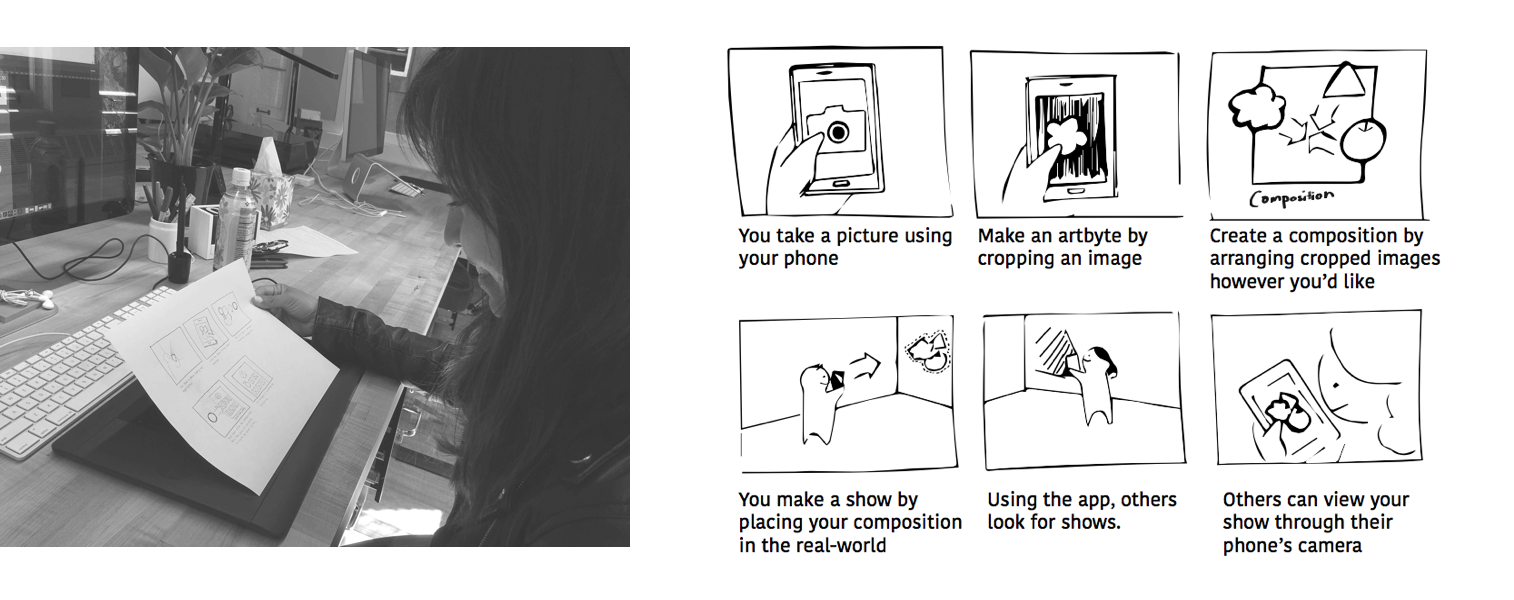 Composition
You take a picture using
your phone
Make an artbyte by
cropping an image
Create a composition by
arranging cropped images
however you'd like
You make a show by
placing your composition
in the real-world
Using the app, others
look for shows.
Others can view your
show through their
phone's camera